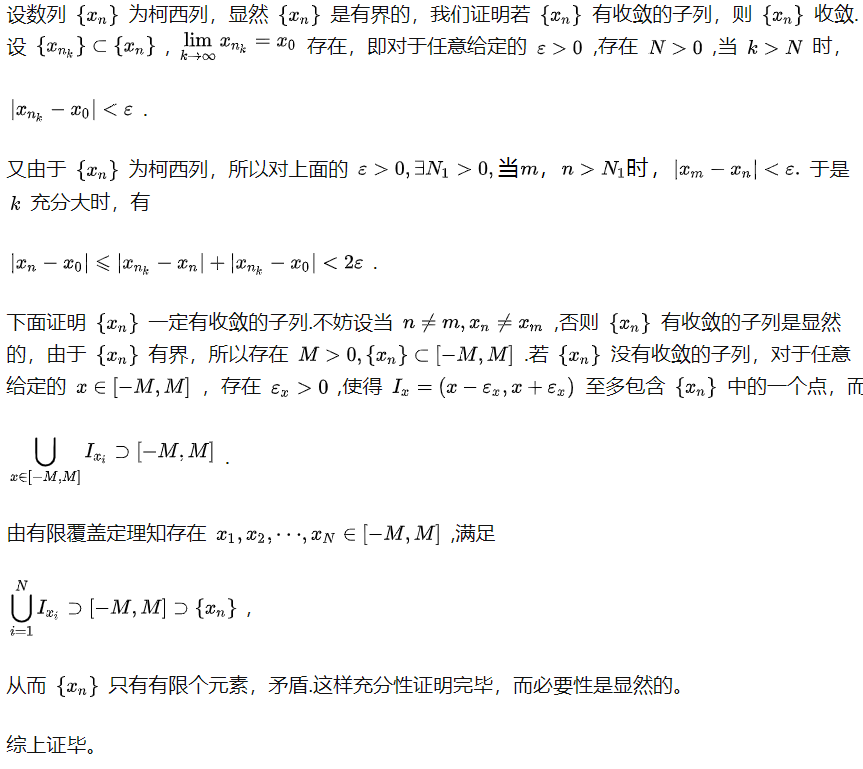 设数列 {xₙ} 为柯西列，显然 {xₙ} 是有界的，我们证明若 {xₙ} 有收敛的子列，则 {xₙ} 收敛.
设 $\{x_{n_k}\} \subset \{x_n\}$ ，$\lim\limits_{k\to\infty} x_{n_k} = x_0$ 存在，即对于任意给定的 $\varepsilon > 0$ ,存在 $N > 0$ ,当 $k > N$ 时，
$|x_{n_k} - x_0| < \varepsilon$ .
又由于 $\{x_n\}$ 为柯西列，所以对上面的 $\varepsilon > 0, \exists N_1 > 0,$ 当$m$，$n > N_1$时，$|x_m - x_n| < \varepsilon.$ 于是
$k$ 充分大时，有
$|x_n - x_0| \leqslant |x_{n_k} - x_n| + |x_{n_k} - x_0| < 2\varepsilon$ .
下面证明 $\{x_n\}$ 一定有收敛的子列.不妨设当 $n \neq m, x_n \neq x_m$ ,否则 $\{x_n\}$ 有收敛的子列是显然
的，由于 $\{x_n\}$ 有界，所以存在 $M > 0, \{x_n\} \subset [-M, M]$ .若 $\{x_n\}$ 没有收敛的子列，对于任意
给定的 $x \in [-M, M]$ ，存在 $\varepsilon_x > 0$ ,使得 $I_x = (x - \varepsilon_x, x + \varepsilon_x)$ 至多包含 $\{x_n\}$ 中的一个点，而
$\bigcup\limits_{x\in[-M,M]} I_{x_i} \supset [-M, M]$ .
由有限覆盖定理知存在 $x_1, x_2, \cdots, x_N \in [-M, M]$ ,满足
$\bigcup\limits_{i=1}^{N} I_{x_i} \supset [-M, M] \supset \{x_n\}$ ，
从而 $\{x_n\}$ 只有有限个元素，矛盾.这样充分性证明完毕，而必要性是显然的。
综上证毕。